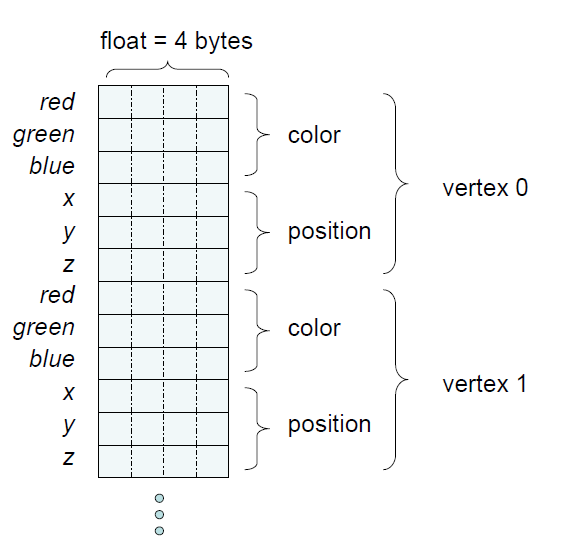 float = 4 bytes
red
green
blue
color
x
y
z
position
vertex 0
red
green
blue
color
x
y
z
position
vertex 1